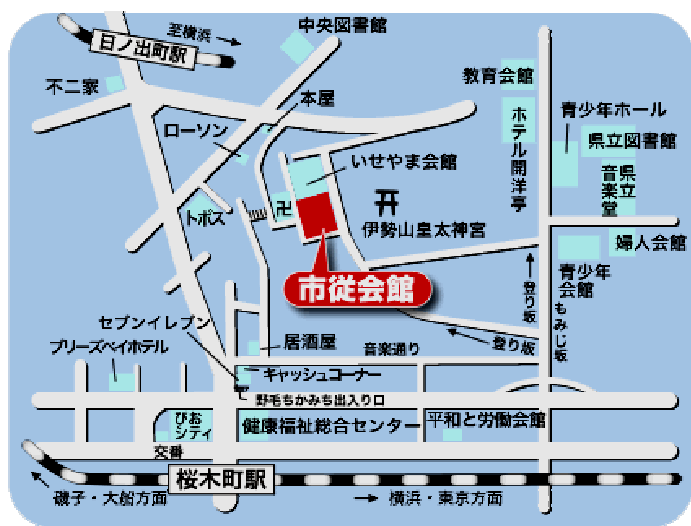 中央図書館
至横浜
日ノ出町駅
不二家
本屋
教育会館
青少年ホール
ローソン
ホテル開洋亭
県立図書館
いせやま会館
県立
音楽堂
トポス
卍
伊勢山皇太神宮
婦人会館
市従会館
青少年
会館
登り坂
もみじ坂
セブンイレブン
ブリーズベイホテル
居酒屋
音楽通り
登り坂
キャッシュコーナー
野毛ちかみち出入り口
ぴお
シティ
健康福祉総合センター
平和と労働会館
交番
桜木町駅
磯子・大船方面
横浜・東京方面